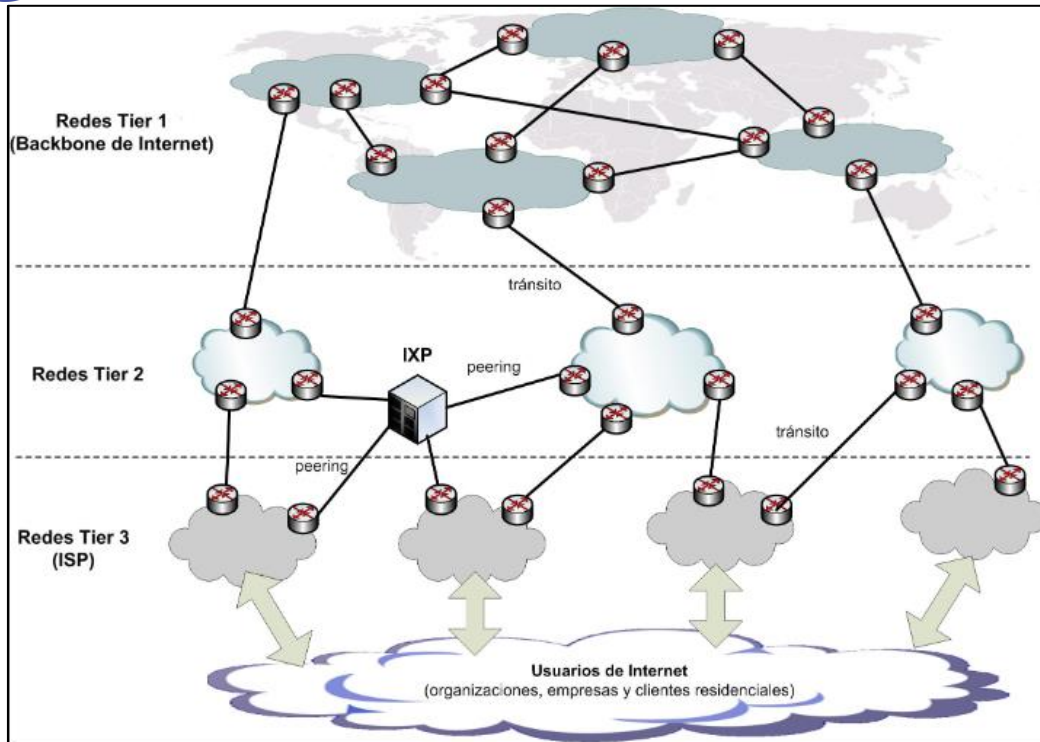 Redes Tier 1
(Backbone de Internet)
tránsito
IXP
peering
Redes Tier 2
tránsito
peering
Redes Tier 3
(ISP)
Usuarios de Internet
(organizaciones, empresas y clientes residenciales)